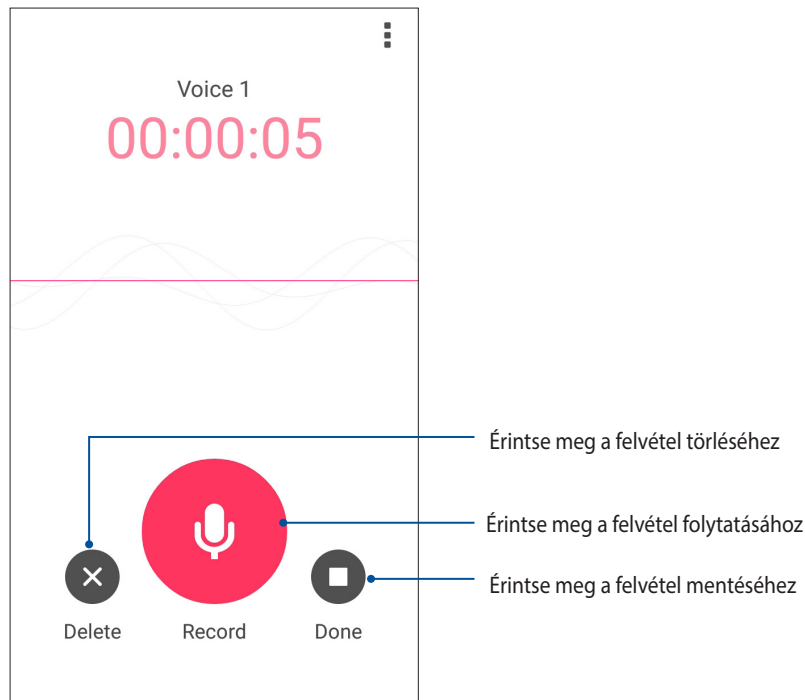 Voice 1
00:00:05
Érintse meg a felvétel törléséhez
Érintse meg a felvétel folytatásához
Érintse meg a felvétel mentéséhez
Delete
Record
Done